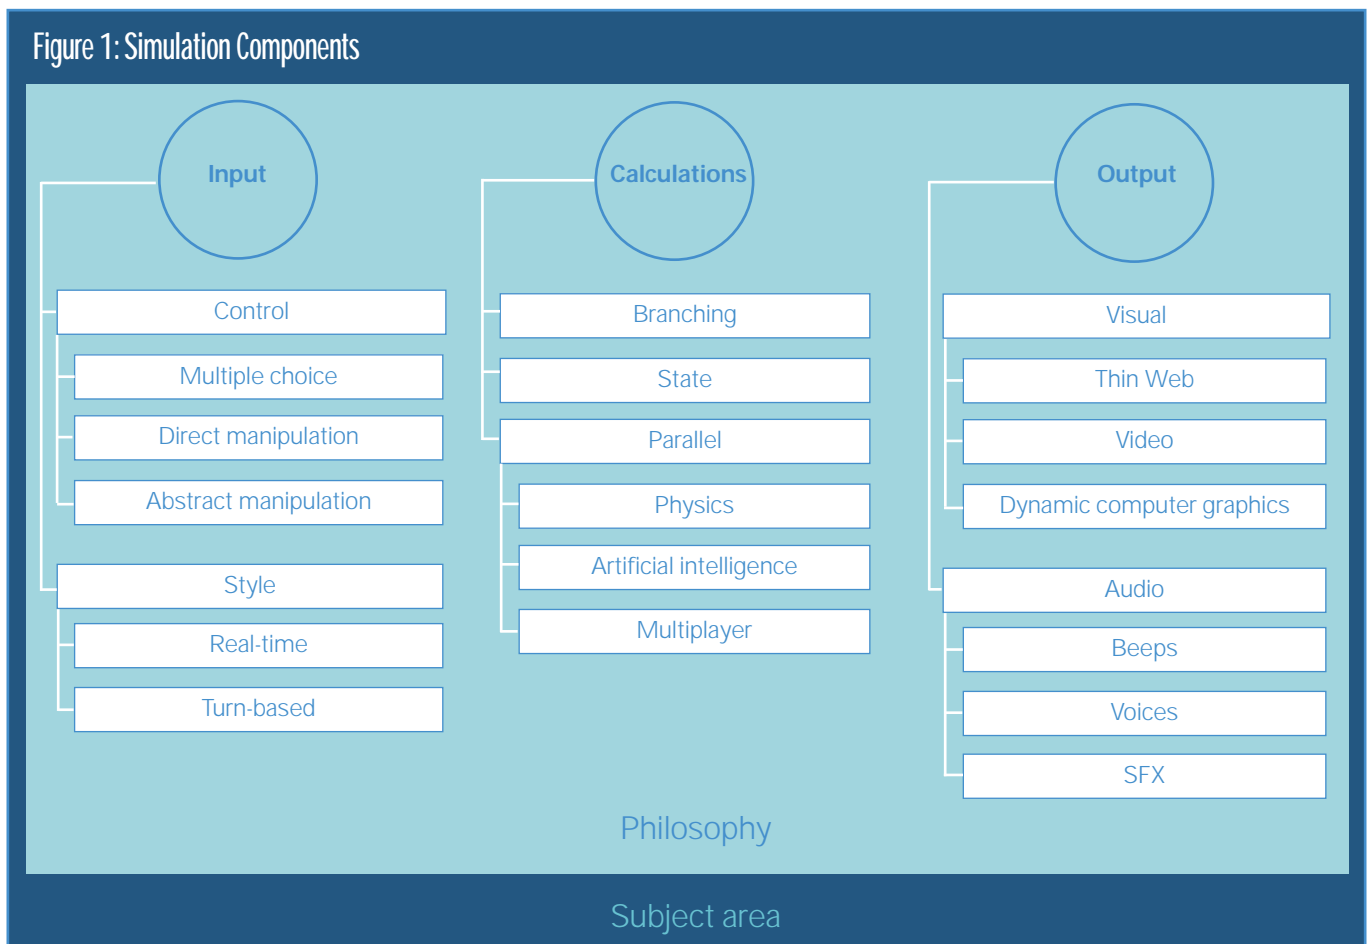 Figure 1: Simulation Components
Input
Control
Multiple choice
Direct manipulation
Abstract manipulation
Style
Real-time
Turn-based
Calculations
Branching
State
Parallel
Physics
Artificial intelligence
Multiplayer
Output
Visual
Thin Web
Video
Dynamic computer graphics
Audio
Beeps
Voices
SFX
Philosophy
Subject area